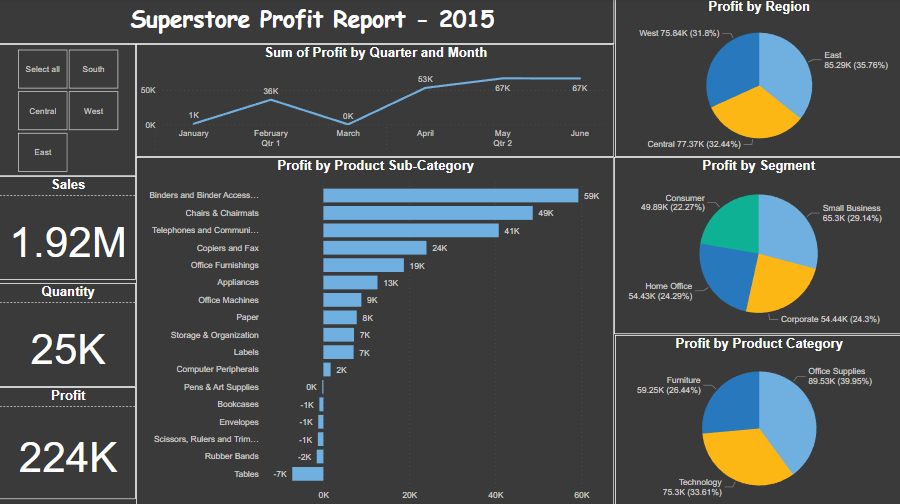 Superstore Profit Report - 2015
Select all
South
Central
West
East
Sales
1.92M
Quantity
25K
Profit
224K
Sum of Profit by Quarter and Month
50K
0K
1K
36K
0K
53K
67K
67K
January
February
March
April
May
June
Qtr 1
Qtr 2
Profit by Product Sub-Category
Binders and Binder Access... 59K
Chairs & Chairmats 49K
Telephones and Communi... 41K
Copiers and Fax 24K
Office Furnishings 19K
Appliances 13K
Office Machines 9K
Paper 8K
Storage & Organization 7K
Labels 7K
Computer Peripherals 2K
Pens & Art Supplies 0K
Bookcases -1K
Envelopes -1K
Scissors, Rulers and Trim... -1K
Rubber Bands -2K
Tables -7K
0K 20K 40K 60K
Profit by Region
West 75.84K (31.8%)
East
85.29K (35.76%)
Central 77.37K (32.44%)
Profit by Segment
Consumer
49.89K (22.27%)
Small Business
65.3K (29.14%)
Home Office
54.43K (24.29%)
Corporate 54.44K (24.3%)
Profit by Product Category
Furniture
59.25K (26.44%)
Office Supplies
89.53K (39.95%)
Technology
75.3K (33.61%)